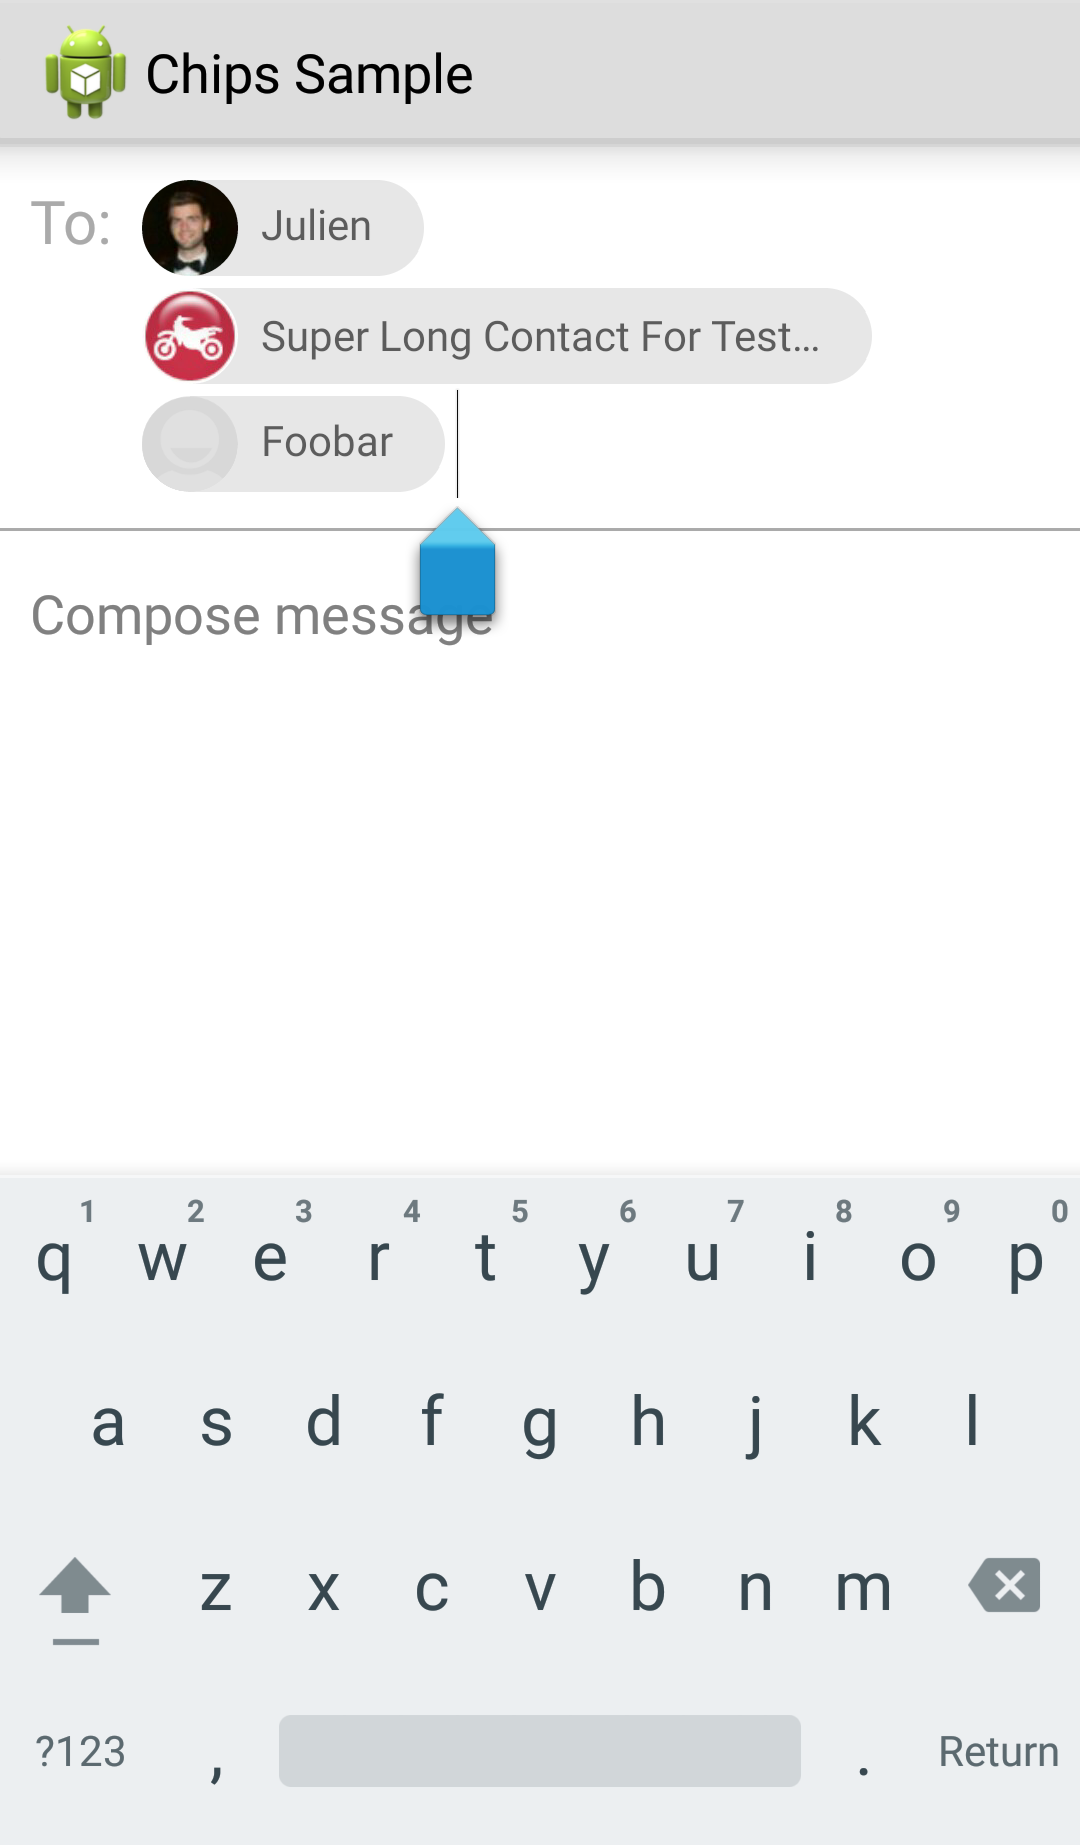 Chips Sample
To: Julien
Super Long Contact For Test...
Foobar
Compose message
1 2 3 4 5 6 7 8 9 0
q w e r t y u i o p
a s d f g h j k l
z x c v b n m
?123 , . Return